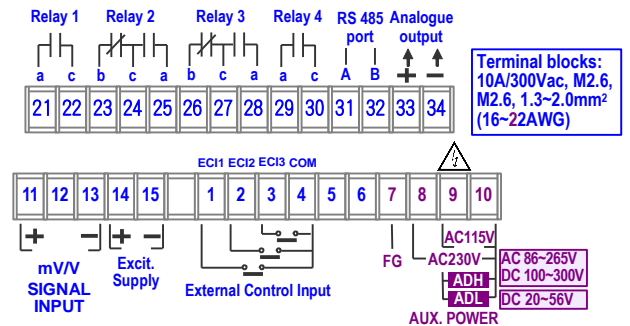 Relay 1 Relay 2 Relay 3 Relay 4 RS 485 port Analogue output
a c b c a b c a a c A B + −
21 22 23 24 25 26 27 28 29 30 31 32 33 34
Terminal blocks:
10A/300Vac, M2.6,
M2.6, 1.3~2.0mm²
(16~22AWG)
ECI1 ECI2 ECI3 COM
11 12 13 14 15 1 2 3 4 5 6 7 8 9 10
+ − + −
mV/V
SIGNAL
INPUT
Excit.
Supply
External Control Input
FG
AC115V
AC230V
ADH
ADL
AC 86~265V
DC 100~300V
DC 20~56V
AUX. POWER